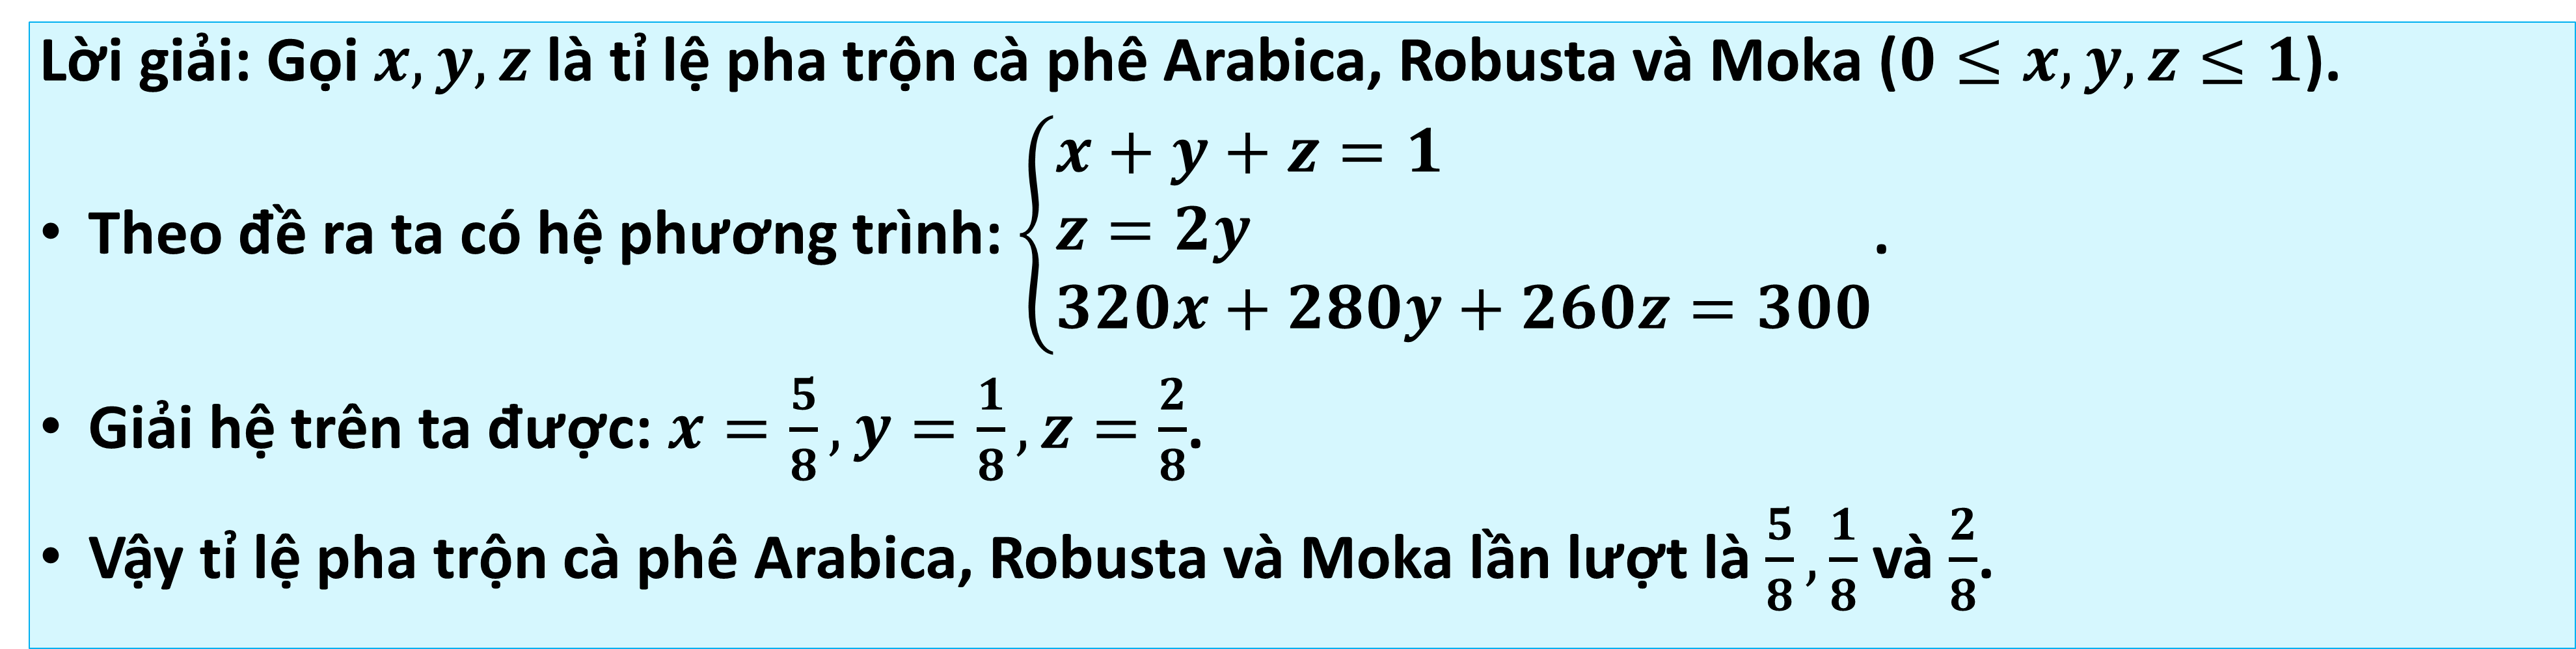 Lời giải: Gọi x, y, z là tỉ lệ pha trộn cà phê Arabica, Robusta và Moka (0 ≤ x, y, z ≤ 1).
• Theo đề ra ta có hệ phương trình: { x + y + z = 1
z = 2y
320x + 280y + 260z = 300 .
• Giải hệ trên ta được: x = 5/8, y = 1/8, z = 2/8.
• Vậy tỉ lệ pha trộn cà phê Arabica, Robusta và Moka lần lượt là 5/8, 1/8 và 2/8.